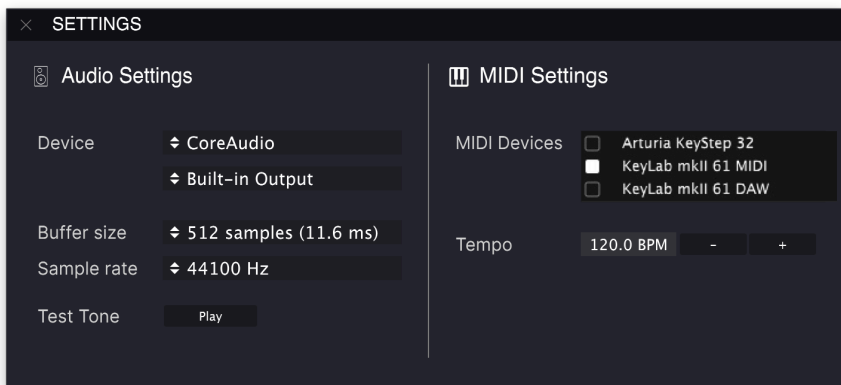 SETTINGS
Audio Settings
Device
CoreAudio
Built-in Output
Buffer size
512 samples (11.6 ms)
Sample rate
44100 Hz
Test Tone
Play
MIDI Settings
MIDI Devices
Arturia KeyStep 32
KeyLab mkII 61 MIDI
KeyLab mkII 61 DAW
Tempo
120.0 BPM
-
+